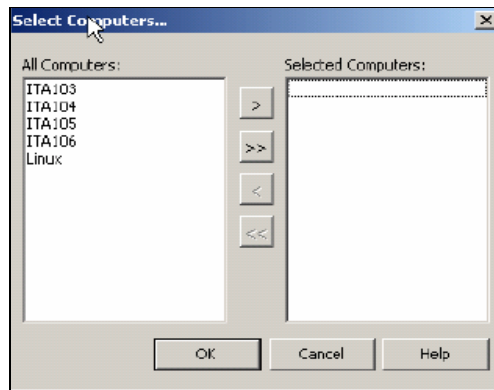 Select Computers...
All Computers:
ITA103
ITA104
ITA105
ITA106
Linux
>
>>
<
<<
Selected Computers:
OK
Cancel
Help